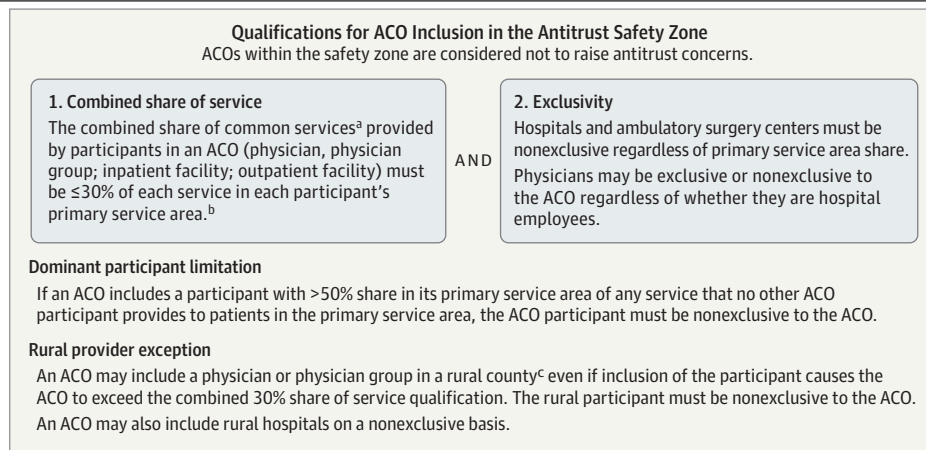 Qualifications for ACO Inclusion in the Antitrust Safety Zone
ACOs within the safety zone are considered not to raise antitrust concerns.
1. Combined share of service
The combined share of common servicesᵃ provided
by participants in an ACO (physician, physician
group; inpatient facility; outpatient facility) must
be ≤30% of each service in each participant's
primary service area.ᵇ
AND
2. Exclusivity
Hospitals and ambulatory surgery centers must be
nonexclusive regardless of primary service area share.
Physicians may be exclusive or nonexclusive to
the ACO regardless of whether they are hospital
employees.
Dominant participant limitation
If an ACO includes a participant with >50% share in its primary service area of any service that no other ACO
participant provides to patients in the primary service area, the ACO participant must be nonexclusive to the ACO.
Rural provider exception
An ACO may include a physician or physician group in a rural countyᶜ even if inclusion of the participant causes the
ACO to exceed the combined 30% share of service qualification. The rural participant must be nonexclusive to the ACO.
An ACO may also include rural hospitals on a nonexclusive basis.